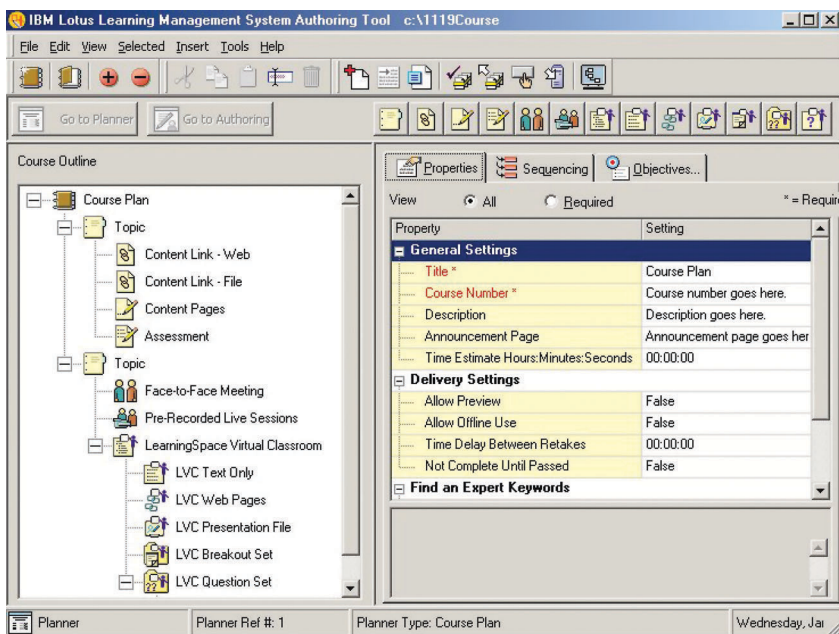 IBM Lotus Learning Management System Authoring Tool c:\1119Course
File Edit View Selected Insert Tools Help
Go to Planner Go to Authoring
Course Outline
Course Plan
Topic
Content Link - Web
Content Link - File
Content Pages
Assessment
Topic
Face-to-Face Meeting
Pre-Recorded Live Sessions
LearningSpace Virtual Classroom
LVC Text Only
LVC Web Pages
LVC Presentation File
LVC Breakout Set
LVC Question Set
Properties Sequencing Objectives...
View All Required * = Requir
Property Setting
General Settings
Title * Course Plan
Course Number * Course number goes here.
Description Description goes here.
Announcement Page Announcement page goes her
Time Estimate Hours:Minutes:Seconds 00:00:00
Delivery Settings
Allow Preview False
Allow Offline Use False
Time Delay Between Retakes 00:00:00
Not Complete Until Passed False
Find an Expert Keywords
Planner Planner Ref #: 1 Planner Type: Course Plan Wednesday, Jan